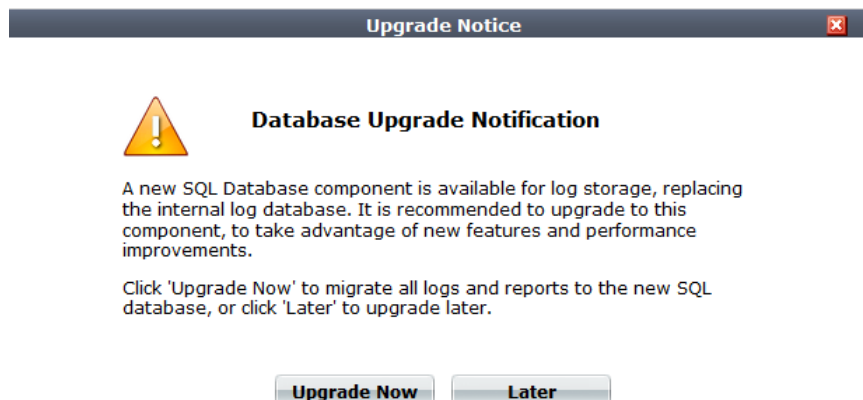 Upgrade Notice
Database Upgrade Notification
A new SQL Database component is available for log storage, replacing
the internal log database. It is recommended to upgrade to this
component, to take advantage of new features and performance
improvements.
Click 'Upgrade Now' to migrate all logs and reports to the new SQL
database, or click 'Later' to upgrade later.
Upgrade Now Later